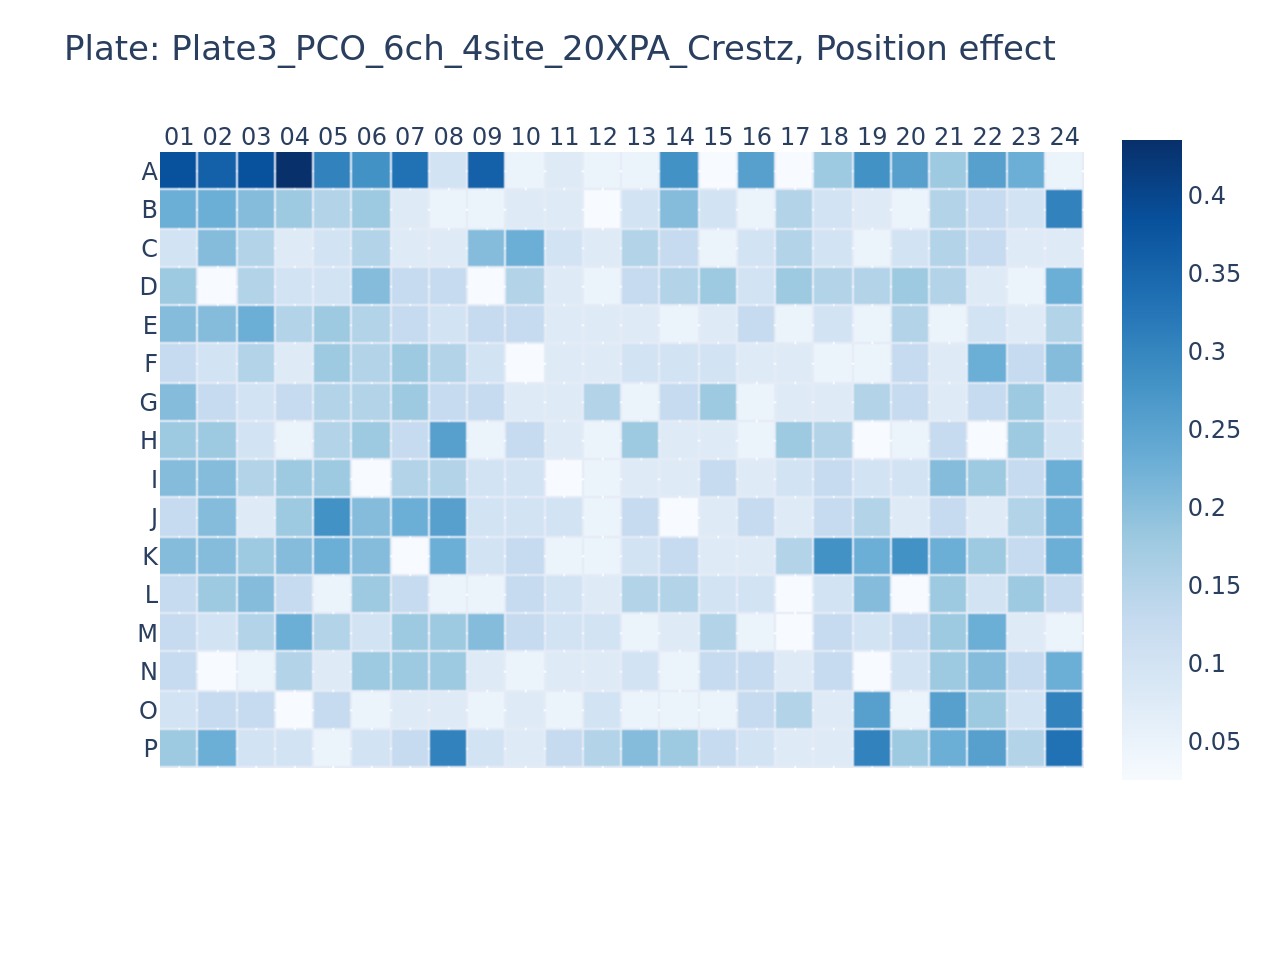 Plate: Plate3_PCO_6ch_4site_20XPA_Crestz, Position effect
01 02 03 04 05 06 07 08 09 10 11 12 13 14 15 16 17 18 19 20 21 22 23 24
A
B
C
D
E
F
G
H
I
J
K
L
M
N
O
P
0.4
0.35
0.3
0.25
0.2
0.15
0.1
0.05